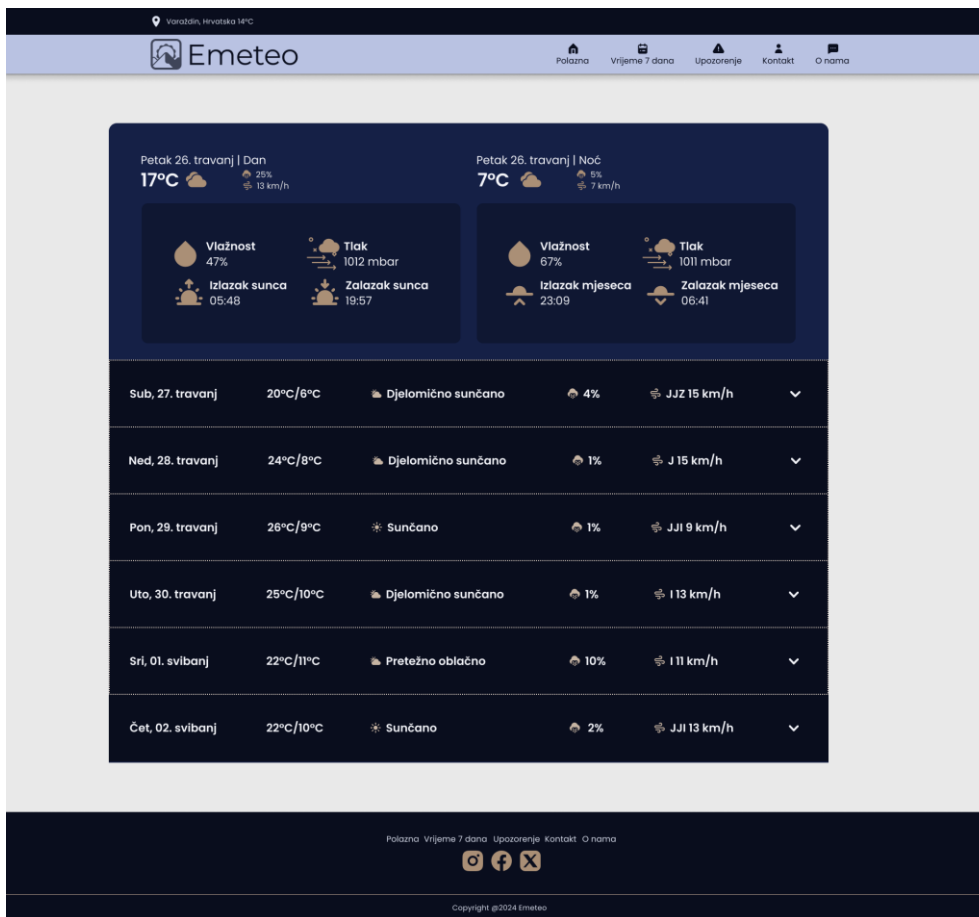 Varaždin, Hrvatska 14°C
Emeteo
Polazna Vrijeme 7 dana Upozorenje Kontakt O nama
Petak 26. travanj | Dan
17°C 25%
13 km/h
Vlažnost
47%
Tlak
1012 mbar
Izlazak sunca
05:48
Zalazak sunca
19:57
Petak 26. travanj | Noć
7°C 5%
7 km/h
Vlažnost
67%
Tlak
1011 mbar
Izlazak mjeseca
23:09
Zalazak mjeseca
06:41
Sub, 27. travanj 20°C/6°C Djelomično sunčano 4% JJZ 15 km/h
Ned, 28. travanj 24°C/8°C Djelomično sunčano 1% J 15 km/h
Pon, 29. travanj 26°C/9°C Sunčano 1% JJI 9 km/h
Uto, 30. travanj 25°C/10°C Djelomično sunčano 1% I 13 km/h
Sri, 01. svibanj 22°C/11°C Pretežno oblačno 10% I 11 km/h
Čet, 02. svibanj 22°C/10°C Sunčano 2% JJI 13 km/h
Polazna Vrijeme 7 dana Upozorenje Kontakt O nama
Copyright @2024 Emeteo